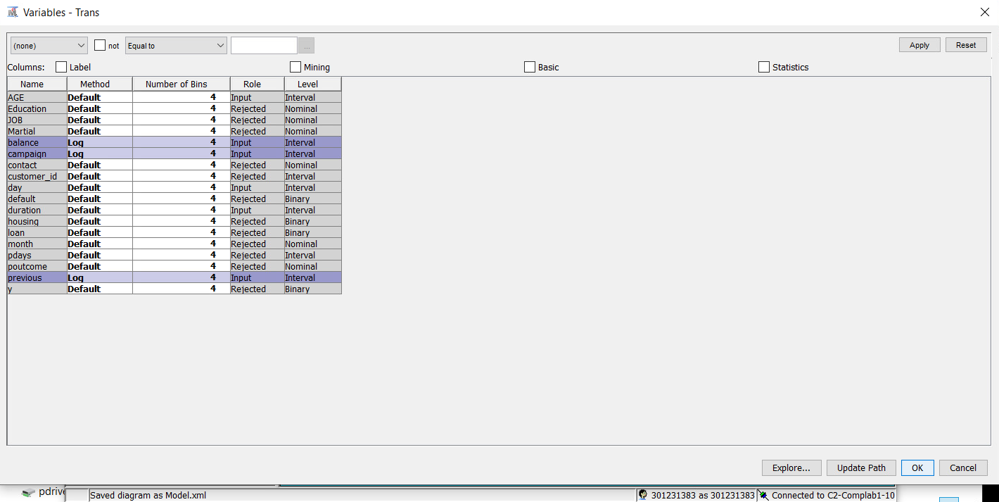 Variables - Trans
(none) not Equal to ... Apply Reset
Columns: Label Mining Basic Statistics
Name Method Number of Bins Role Level
AGE Default 4 Input Interval
Education Default 4 Rejected Nominal
JOB Default 4 Rejected Nominal
Martial Default 4 Rejected Nominal
balance Log 4 Input Interval
campaign Log 4 Input Interval
contact Default 4 Rejected Nominal
customer_id Default 4 Rejected Interval
day Default 4 Input Interval
default Default 4 Rejected Binary
duration Default 4 Input Interval
housing Default 4 Rejected Binary
loan Default 4 Rejected Binary
month Default 4 Rejected Nominal
pdays Default 4 Rejected Interval
poutcome Default 4 Rejected Nominal
previous Log 4 Input Interval
y Default 4 Rejected Binary
Explore... Update Path OK Cancel
pdrive
Saved diagram as Model.xml 301231383 as 301231383 Connected to C2-Complab1-10